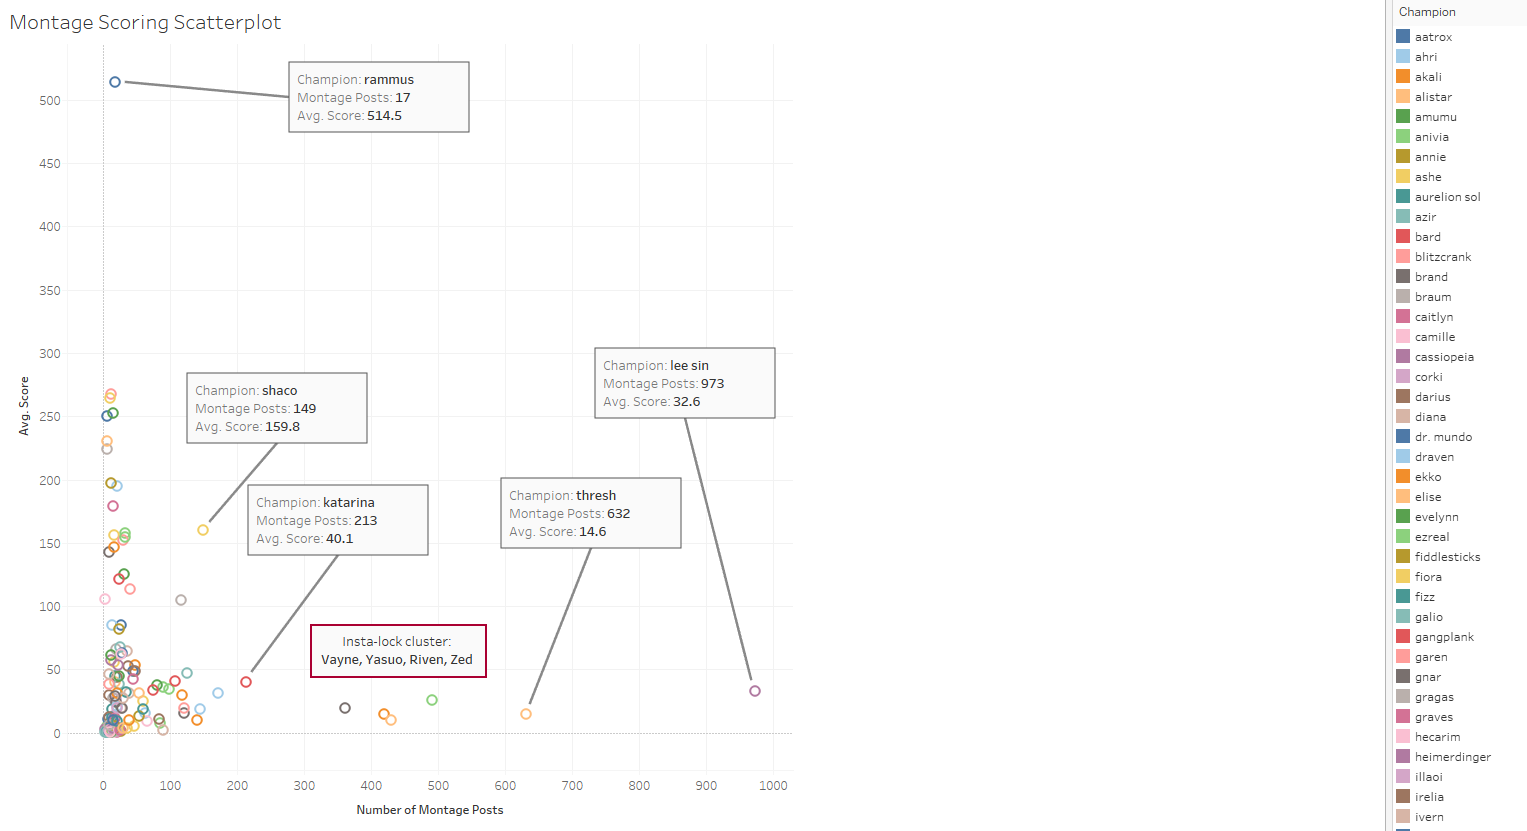 Montage Scoring Scatterplot
Champion: rammus
Montage Posts: 17
Avg. Score: 514.5
Champion: lee sin
Montage Posts: 973
Avg. Score: 32.6
Champion: shaco
Montage Posts: 149
Avg. Score: 159.8
Champion: katarina
Montage Posts: 213
Avg. Score: 40.1
Champion: thresh
Montage Posts: 632
Avg. Score: 14.6
Insta-lock cluster:
Vayne, Yasuo, Riven, Zed
Avg. Score
500
450
400
350
300
250
200
150
100
50
0
0 100 200 300 400 500 600 700 800 900 1000
Number of Montage Posts
Champion
aatrox
ahri
akali
alistar
amumu
anivia
annie
ashe
aurelion sol
azir
bard
blitzcrank
brand
braum
caitlyn
camille
cassiopeia
corki
darius
diana
dr. mundo
draven
ekko
elise
evelynn
ezreal
fiddlesticks
fiora
fizz
galio
gangplank
garen
gnar
gragas
graves
hecarim
heimerdinger
illaoi
irelia
ivern